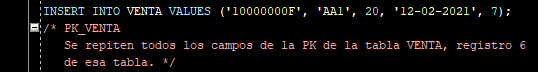 INSERT INTO VENTA VALUES ('10000000F', 'AA1', 20, '12-02-2021', 7);
/* PK_VENTA
Se repiten todos los campos de la PK de la tabla VENTA, registro 6
de esa tabla. */